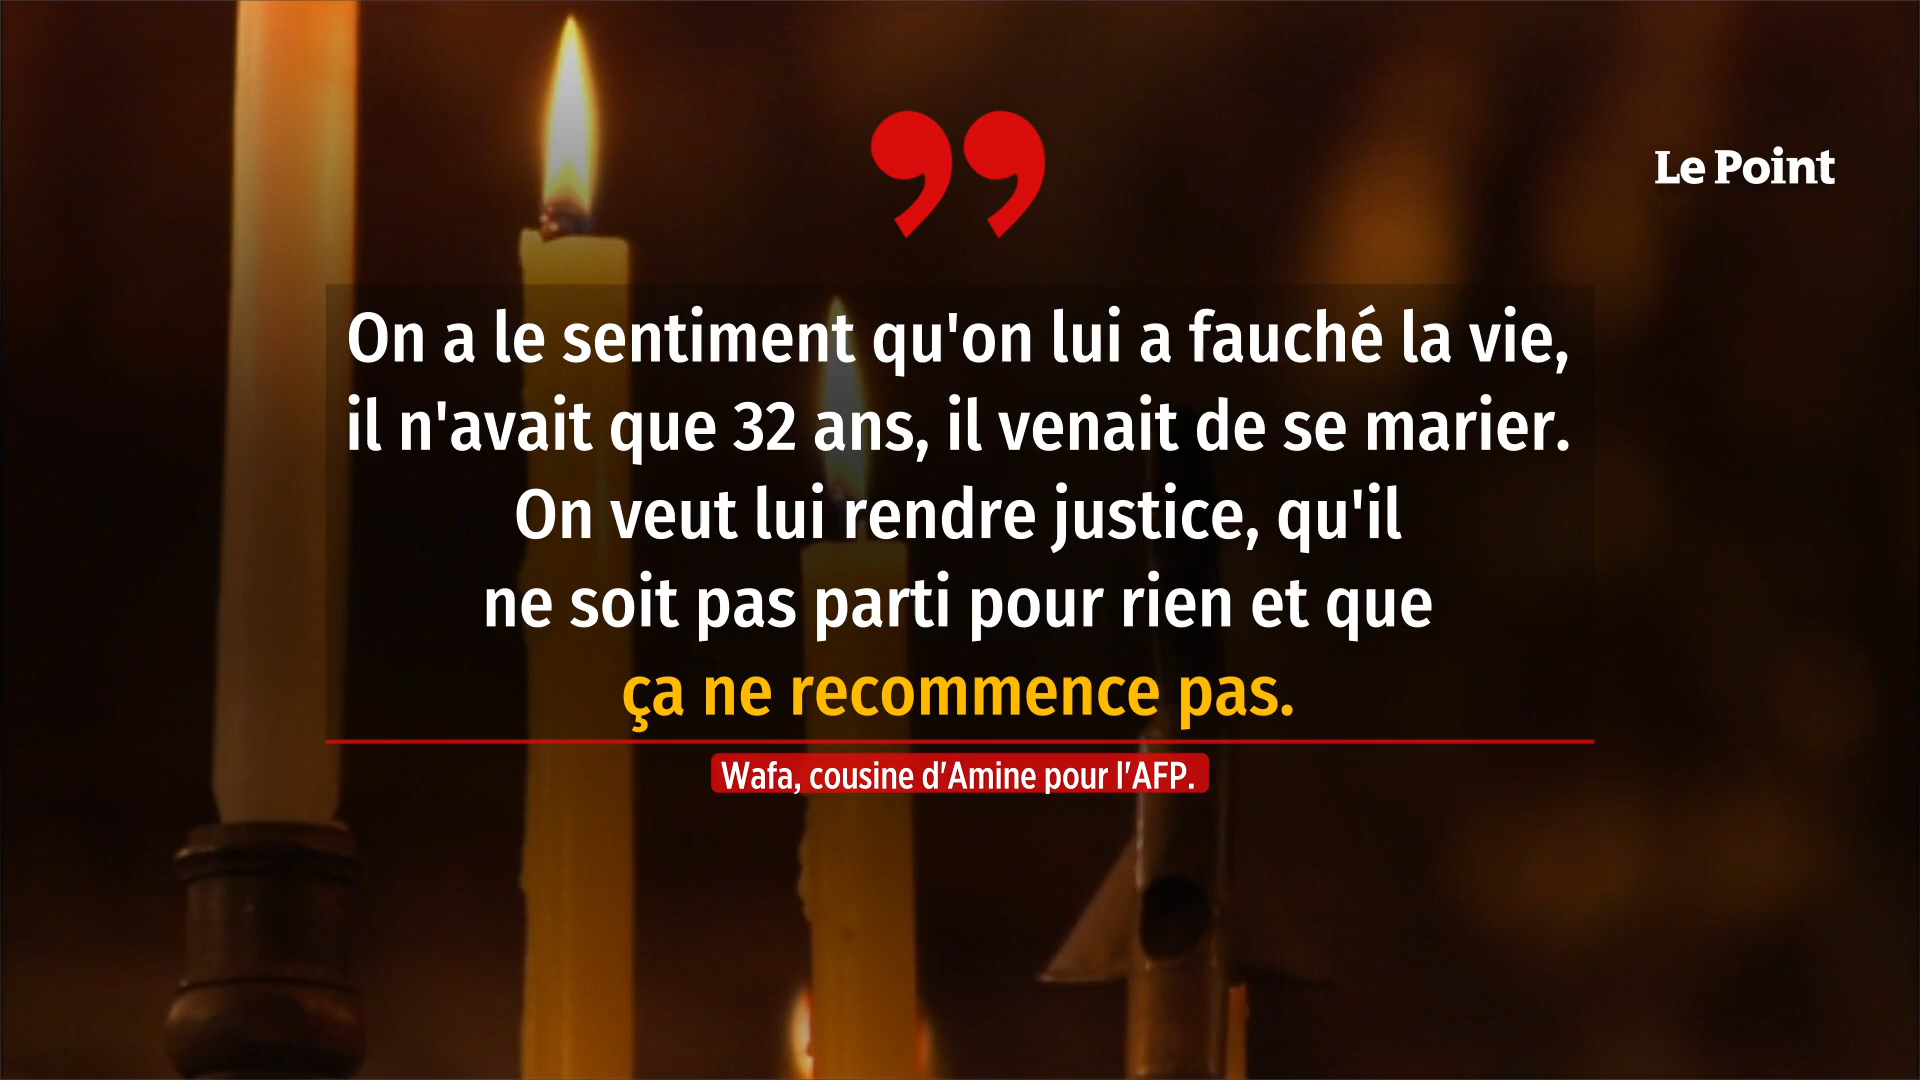 Le Point
On a le sentiment qu'on lui a fauché la vie,
il n'avait que 32 ans, il venait de se marier.
On veut lui rendre justice, qu'il
ne soit pas parti pour rien et que
ça ne recommence pas.
Wafa, cousine d'Amine pour l'AFP.